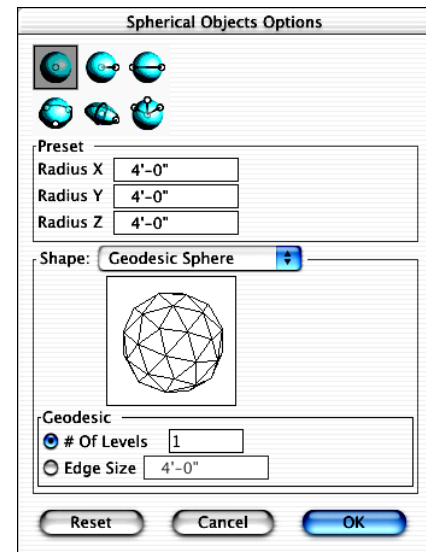 Spherical Objects Options
Preset
Radius X 4'-0"
Radius Y 4'-0"
Radius Z 4'-0"
Shape: Geodesic Sphere
Geodesic
# Of Levels 1
Edge Size 4'-0"
Reset Cancel OK